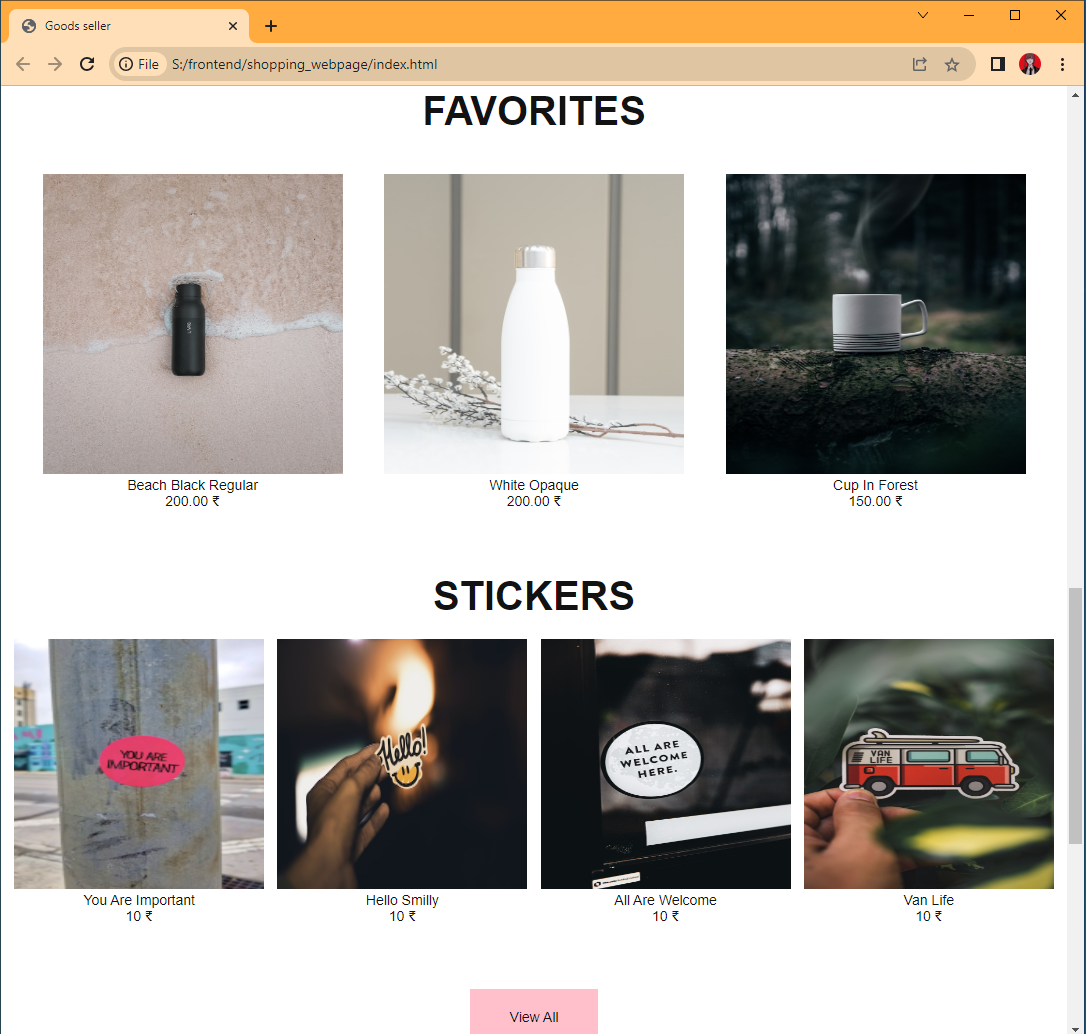 Goods seller
File
S:/frontend/shopping_webpage/index.html
FAVORITES
Beach Black Regular
200.00 ₹
White Opaque
200.00 ₹
Cup In Forest
150.00 ₹
STICKERS
YOU ARE
IMPORTANT
Hello!
ALL ARE
WELCOME
HERE.
VAN
LIFE
You Are Important
10 ₹
Hello Smilly
10 ₹
All Are Welcome
10 ₹
Van Life
10 ₹
View All